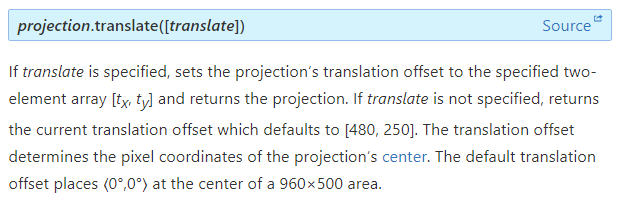 projection.translate([translate]) Source
If translate is specified, sets the projection's translation offset to the specified two-
element array [tx, ty] and returns the projection. If translate is not specified, returns
the current translation offset which defaults to [480, 250]. The translation offset
determines the pixel coordinates of the projection's center. The default translation
offset places ⟨0°,0°⟩ at the center of a 960×500 area.